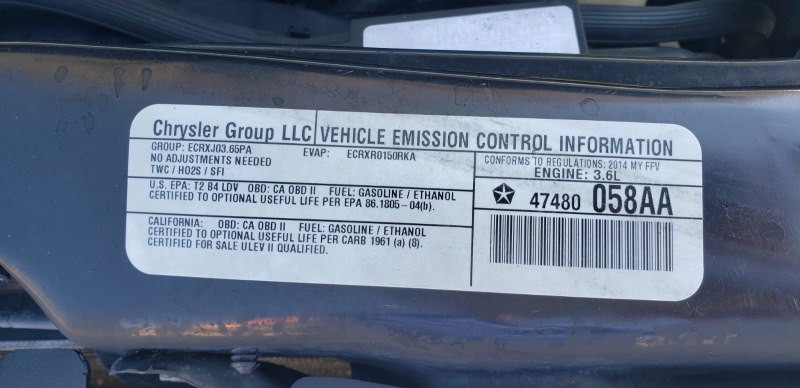 Chrysler Group LLC VEHICLE EMISSION CONTROL INFORMATION
GROUP: ECRXJ03.65PA EVAP: ECRXR0150RKA
NO ADJUSTMENTS NEEDED
TWC / HO2S / SFI
CONFORMS TO REGULATIONS: 2014 MY FFV
ENGINE: 3.6L
U.S. EPA: T2 B4 LDV OBD: CA OBD II FUEL: GASOLINE / ETHANOL
CERTIFIED TO OPTIONAL USEFUL LIFE PER EPA 86.1805-04(b).
47480 058AA
CALIFORNIA: OBD: CA OBD II FUEL: GASOLINE / ETHANOL
CERTIFIED TO OPTIONAL USEFUL LIFE PER CARB 1961 (a) (8).
CERTIFIED FOR SALE ULEV II QUALIFIED.